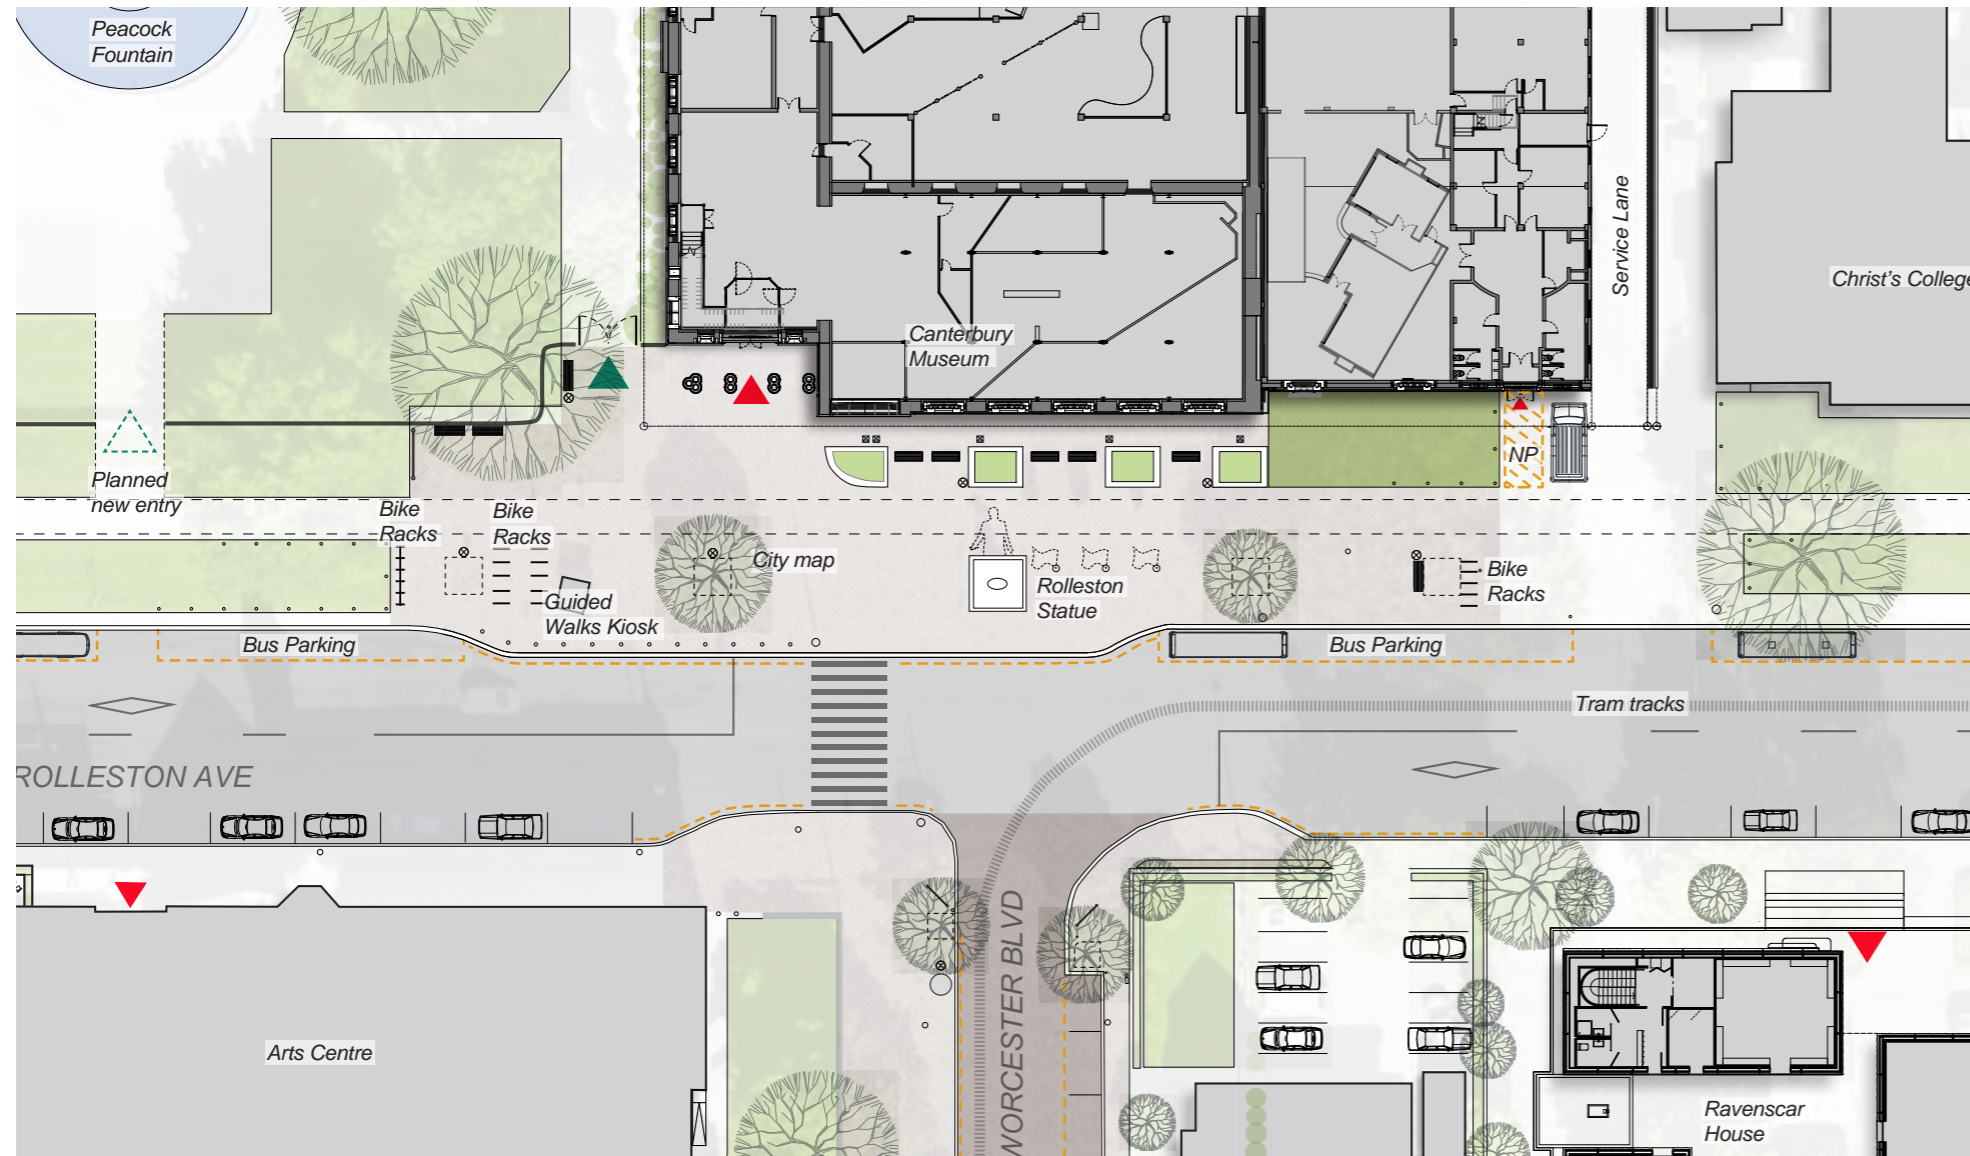 Peacock
Fountain
Service Lane
Christ's College
Canterbury
Museum
NP
Planned
new entry
Bike
Racks
Bike
Racks
City map
Guided
Walks Kiosk
Rolleston
Statue
Bike
Racks
Bus Parking
Bus Parking
Tram tracks
ROLLESTON AVE
WORCESTER BLVD
Arts Centre
Ravenscar
House